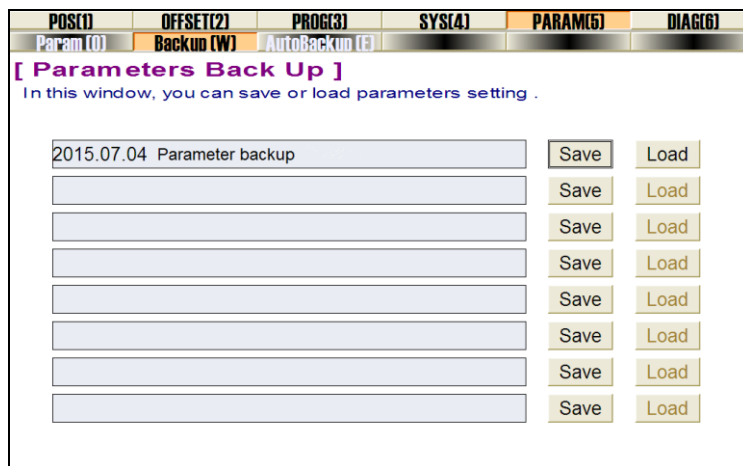 POS(1) OFFSET(2) PROG(3) SYS(4) PARAM(5) DIAG(6)
Param (Q) Backup (W) AutoBackup (E)
[ Parameters Back Up ]
In this window, you can save or load parameters setting .
2015.07.04 Parameter backup Save Load
Save Load
Save Load
Save Load
Save Load
Save Load
Save Load
Save Load